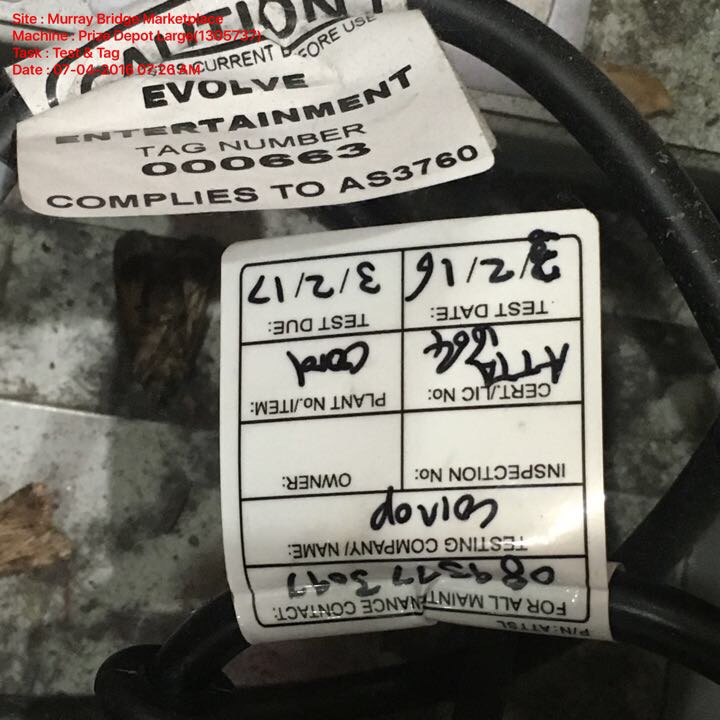 Site : Murray Bridge Marketplace
Machine : Prize Depot Large(1305737)
Task : Test & Tag
Date : 07-04-2016 07:26 AM
CAUTION
CURRENT BEFORE USE
EVOLVE
ENTERTAINMENT
TAG NUMBER
000663
COMPLIES TO AS3760
P/N: ATTSL
FOR ALL MAINTENANCE CONTACT:
TESTING COMPANY/ NAME:
INSPECTION No:
OWNER:
CERT./LIC No:
PLANT No./ITEM:
Cord
TEST DATE:
TEST DUE:
3/2/16
3/2/17